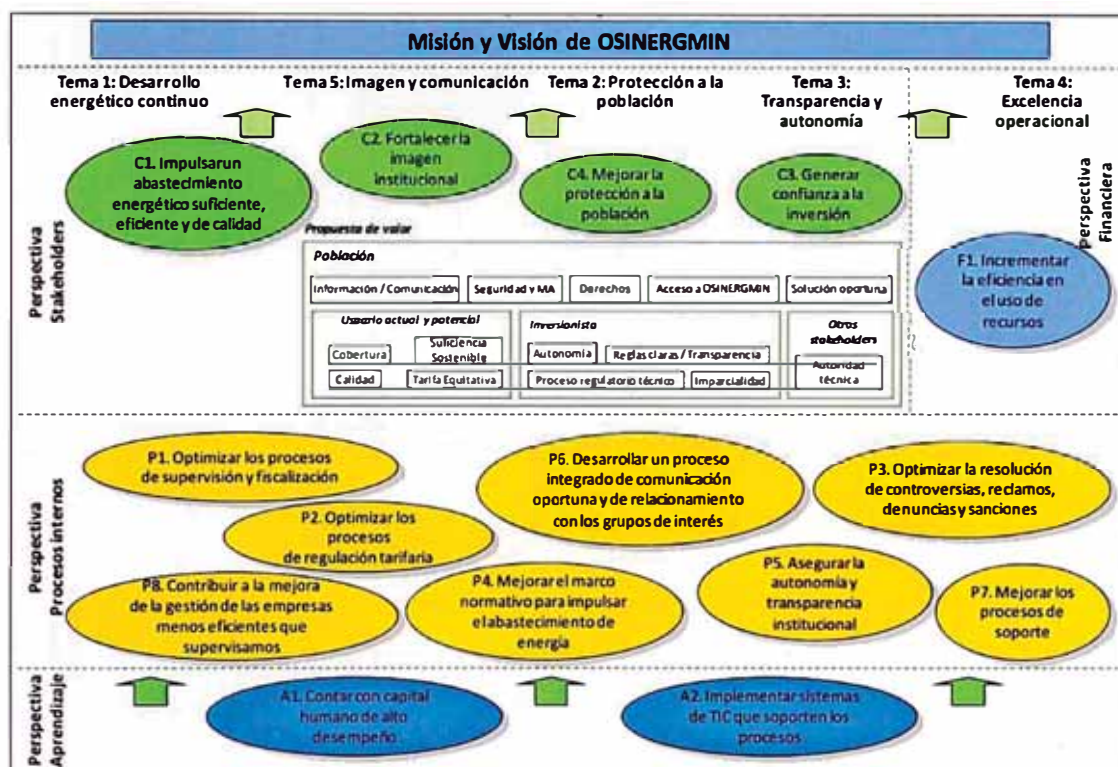 Misión y Visión de OSINERGMIN
Tema 1: Desarrollo
energético continuo
Tema 5: Imagen y comunicación
Tema 2: Protección a la
población
Tema 3:
Transparencia y
autonomía
Tema 4:
Excelencia
operacional
Perspectiva
Stakeholders
C1. Impulsar un
abastecimiento
energético suficiente,
eficiente y de calidad
C2. Fortalecer la
imagen
institucional
C4. Mejorar la
protección a la
población
C3. Generar
confianza a la
inversión
Perspectiva
Financiera
F1. Incrementar
la eficiencia en
el uso de
recursos
Propuesta de valor
Población
Información / Comunicación
Seguridad y MA
Derechos
Acceso a OSINERGMIN
Solución oportuna
Usuario actual y potencial
Cobertura
Suficiencia
Sostenible
Calidad
Tarifa Equitativa
Inversionista
Autonomía
Reglas claras / Transparencia
Proceso regulatorio técnico
Imparcialidad
Otros
stakeholders
Autoridad
técnica
Perspectiva
Procesos internos
P1. Optimizar los procesos
de supervisión y fiscalización
P6. Desarrollar un proceso
integrado de comunicación
oportuna y de relacionamiento
con los grupos de interés
P3. Optimizar la resolución
de controversias, reclamos,
denuncias y sanciones
P2. Optimizar los
procesos
de regulación tarifaria
P8. Contribuir a la mejora
de la gestión de las empresas
menos eficientes que
supervisamos
P4. Mejorar el marco
normativo para impulsar
el abastecimiento de
energía
P5. Asegurar la
autonomía y
transparencia
institucional
P7. Mejorar los
procesos de
soporte
Perspectiva
Aprendizaje
A1. Contar con capital
humano de alto
desempeño
A2. Implementar sistemas
de TIC que soporten los
procesos